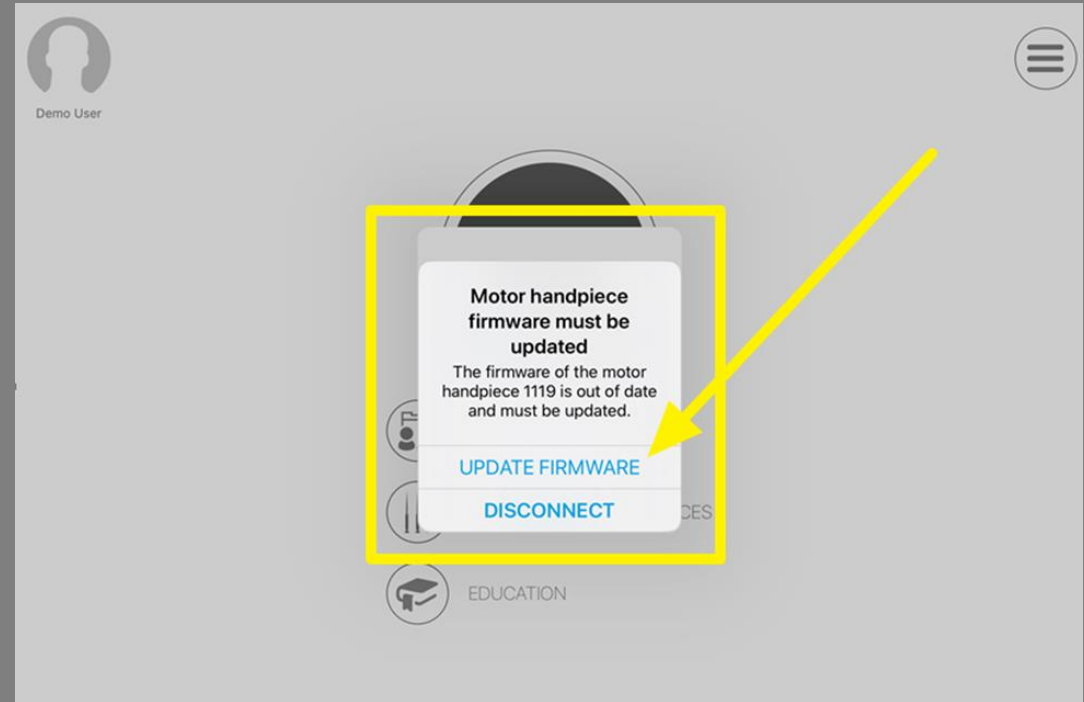 Demo User
Motor handpiece
firmware must be
updated
The firmware of the motor
handpiece 1119 is out of date
and must be updated.
UPDATE FIRMWARE
DISCONNECT
EDUCATION